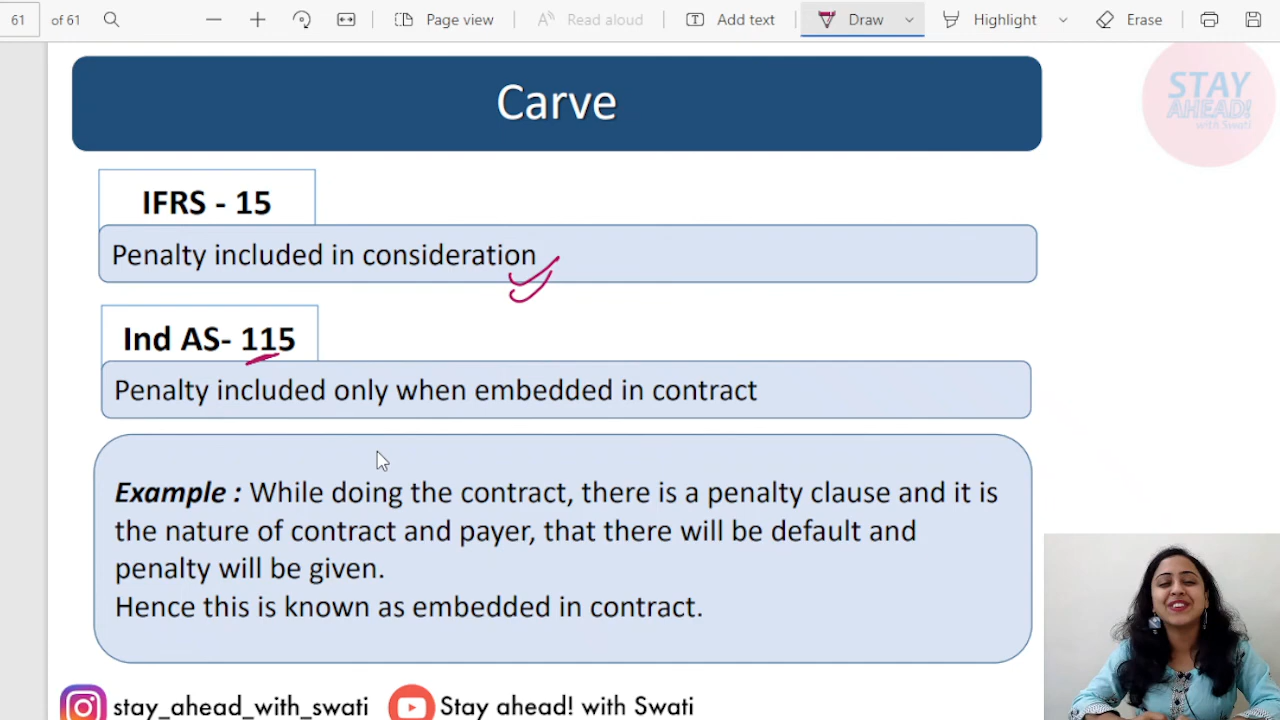 61 of 61 Page view Read aloud Add text Draw Highlight Erase
Carve
STAY
AHEAD!
with Swati
IFRS - 15
Penalty included in consideration
Ind AS- 115
Penalty included only when embedded in contract
Example : While doing the contract, there is a penalty clause and it is
the nature of contract and payer, that there will be default and
penalty will be given.
Hence this is known as embedded in contract.
stay_ahead_with_swati Stay ahead! with Swati